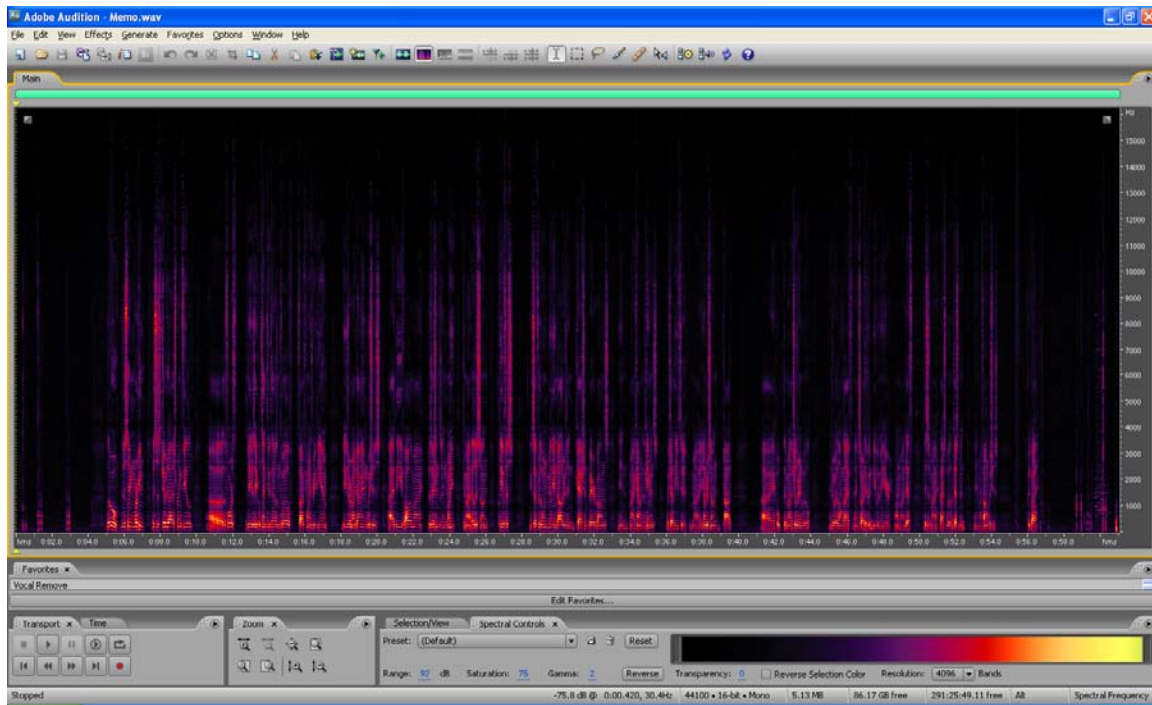 Adobe Audition - Memo.wav
File Edit View Effects Generate Favorites Options Window Help
Main
Hz
15000
14000
13000
12000
11000
10000
9000
8000
7000
6000
5000
4000
3000
2000
1000
hms 0:02.0 0:04.0 0:06.0 0:08.0 0:10.0 0:12.0 0:14.0 0:16.0 0:18.0 0:20.0 0:22.0 0:24.0 0:26.0 0:28.0 0:30.0 0:32.0 0:34.0 0:36.0 0:38.0 0:40.0 0:42.0 0:44.0 0:46.0 0:48.0 0:50.0 0:52.0 0:54.0 0:56.0 0:58.0 hms
Favorites x
Vocal Remove
Edit Favorites...
Transport x Time Zoom x Selection/View Spectral Controls x
Preset: (Default) Reset
Range: 92 dB Saturation: 75 Gamma: 2 Reverse Transparency: 0 Reverse Selection Color Resolution: 4096 Bands
Stopped -75.8 dB @ 0:00.420, 30.4Hz 44100 • 16-bit • Mono 5.13 MB 86.17 GB free 291:25:49.11 free Alt Spectral Frequency